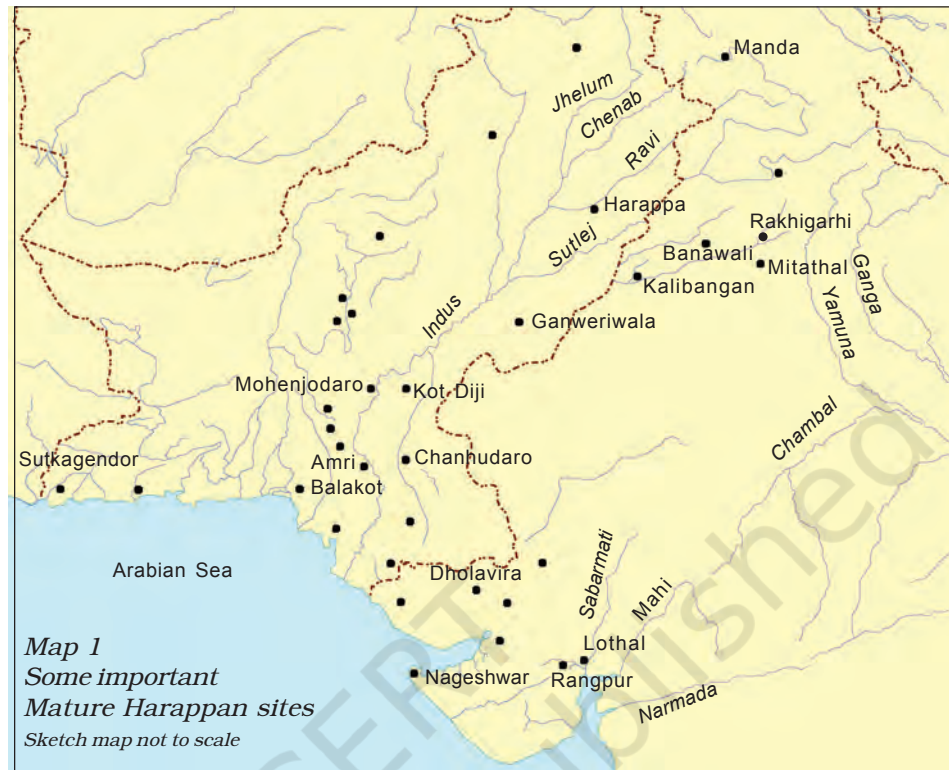 Manda
Jhelum
Chenab
Ravi
Harappa
Rakhigarhi
Sutlej
Banawali
Mitathal
Ganga
Kalibangan
Indus
Ganweriwala
Yamuna
Mohenjodaro
Kot Diji
Chambal
Sutkagendor
Amri
Chanhudaro
Balakot
Arabian Sea
Dholavira
Sabarmati
Mahi
Lothal
Nageshwar
Rangpur
Narmada
Map 1
Some important
Mature Harappan sites
Sketch map not to scale